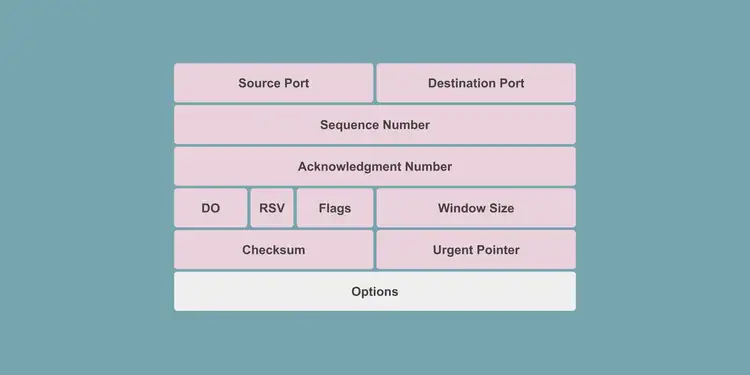 Source Port Destination Port
Sequence Number
Acknowledgment Number
DO RSV Flags Window Size
Checksum Urgent Pointer
Options